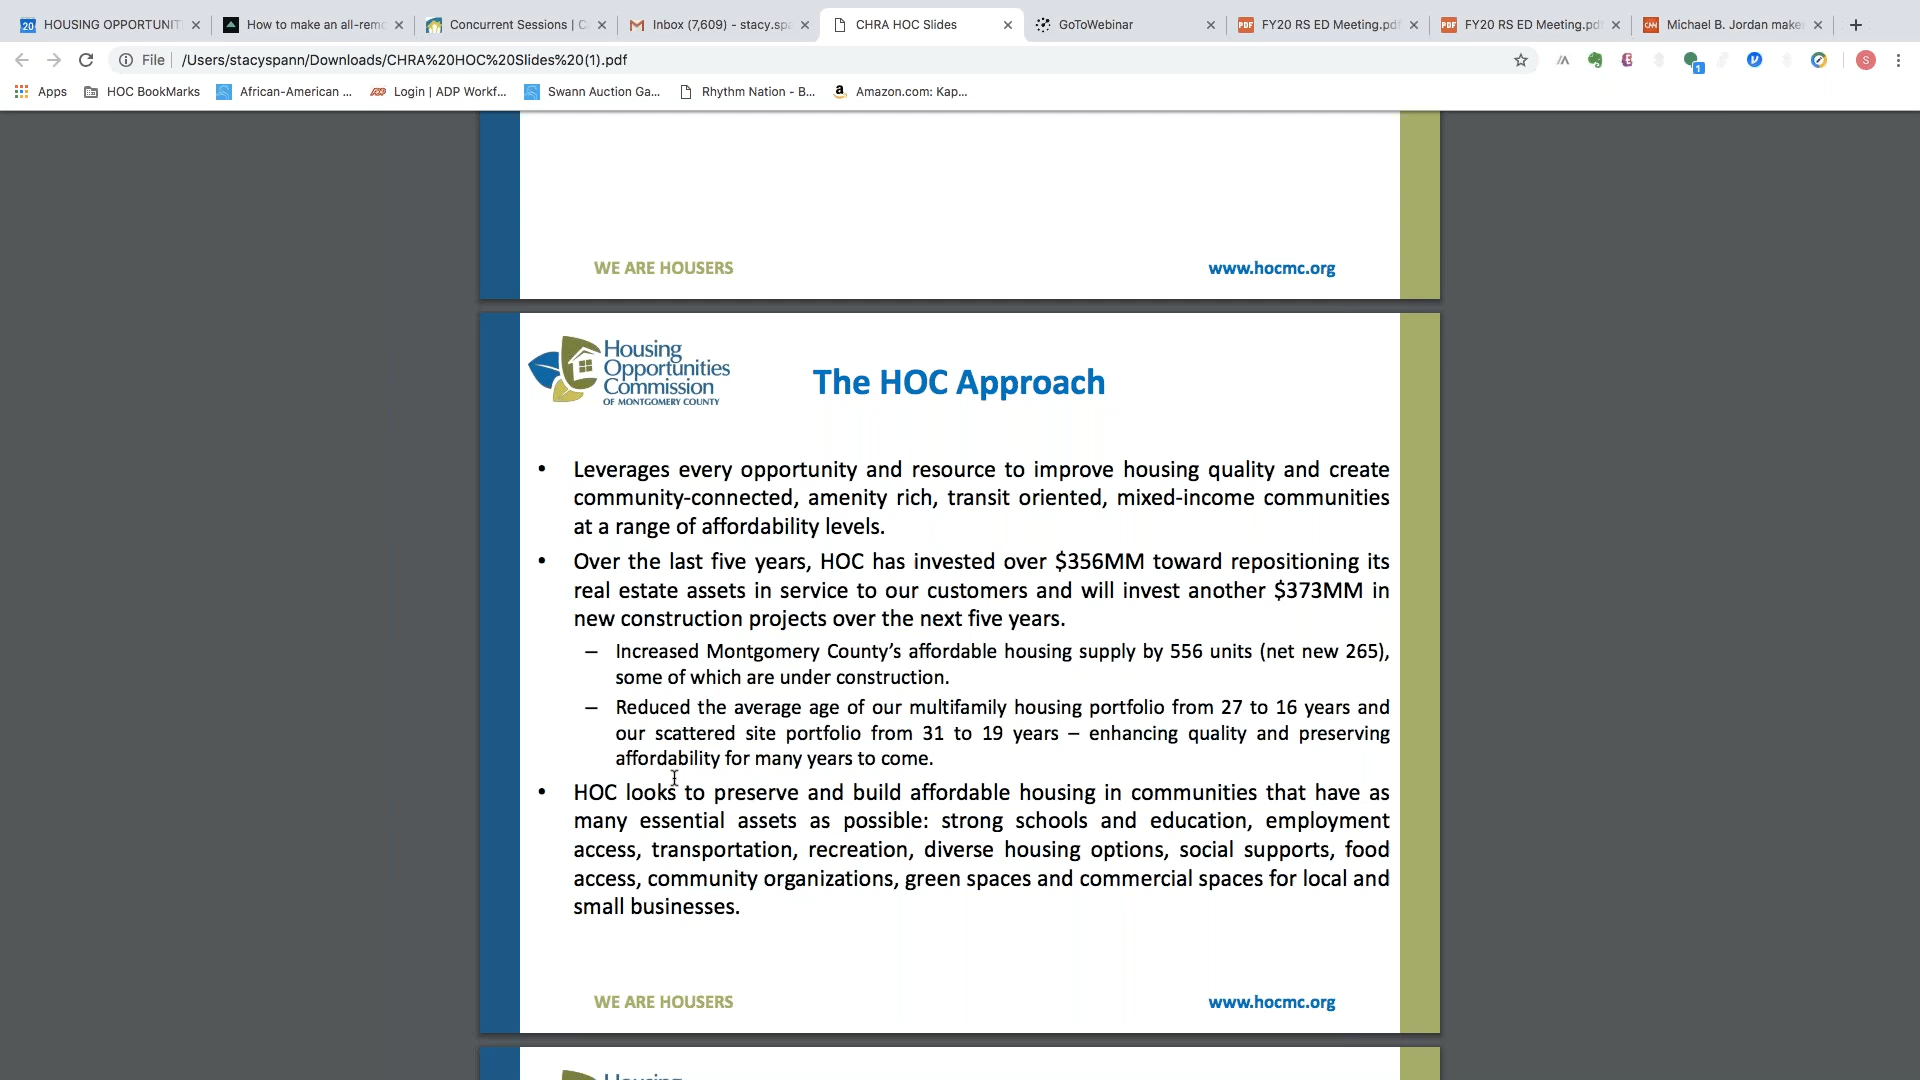 HOUSING OPPORTUNIT
How to make an all-remo
Concurrent Sessions | C
Inbox (7,609) - stacy.spa
CHRA HOC Slides
GoToWebinar
PDF FY20 RS ED Meeting.pdf
PDF FY20 RS ED Meeting.pdf
CNN Michael B. Jordan make
File /Users/stacyspann/Downloads/CHRA%20HOC%20Slides%20(1).pdf
1
S
Apps
HOC BookMarks
African-American ...
Login | ADP Workf...
Swann Auction Ga...
Rhythm Nation - B...
Amazon.com: Kap...
WE ARE HOUSERS
www.hocmc.org
Housing
Opportunities
Commission
OF MONTGOMERY COUNTY
The HOC Approach
• Leverages every opportunity and resource to improve housing quality and create
community-connected, amenity rich, transit oriented, mixed-income communities
at a range of affordability levels.
• Over the last five years, HOC has invested over $356MM toward repositioning its
real estate assets in service to our customers and will invest another $373MM in
new construction projects over the next five years.
– Increased Montgomery County’s affordable housing supply by 556 units (net new 265),
some of which are under construction.
– Reduced the average age of our multifamily housing portfolio from 27 to 16 years and
our scattered site portfolio from 31 to 19 years – enhancing quality and preserving
affordability for many years to come.
• HOC looks to preserve and build affordable housing in communities that have as
many essential assets as possible: strong schools and education, employment
access, transportation, recreation, diverse housing options, social supports, food
access, community organizations, green spaces and commercial spaces for local and
small businesses.
WE ARE HOUSERS
www.hocmc.org
Housing